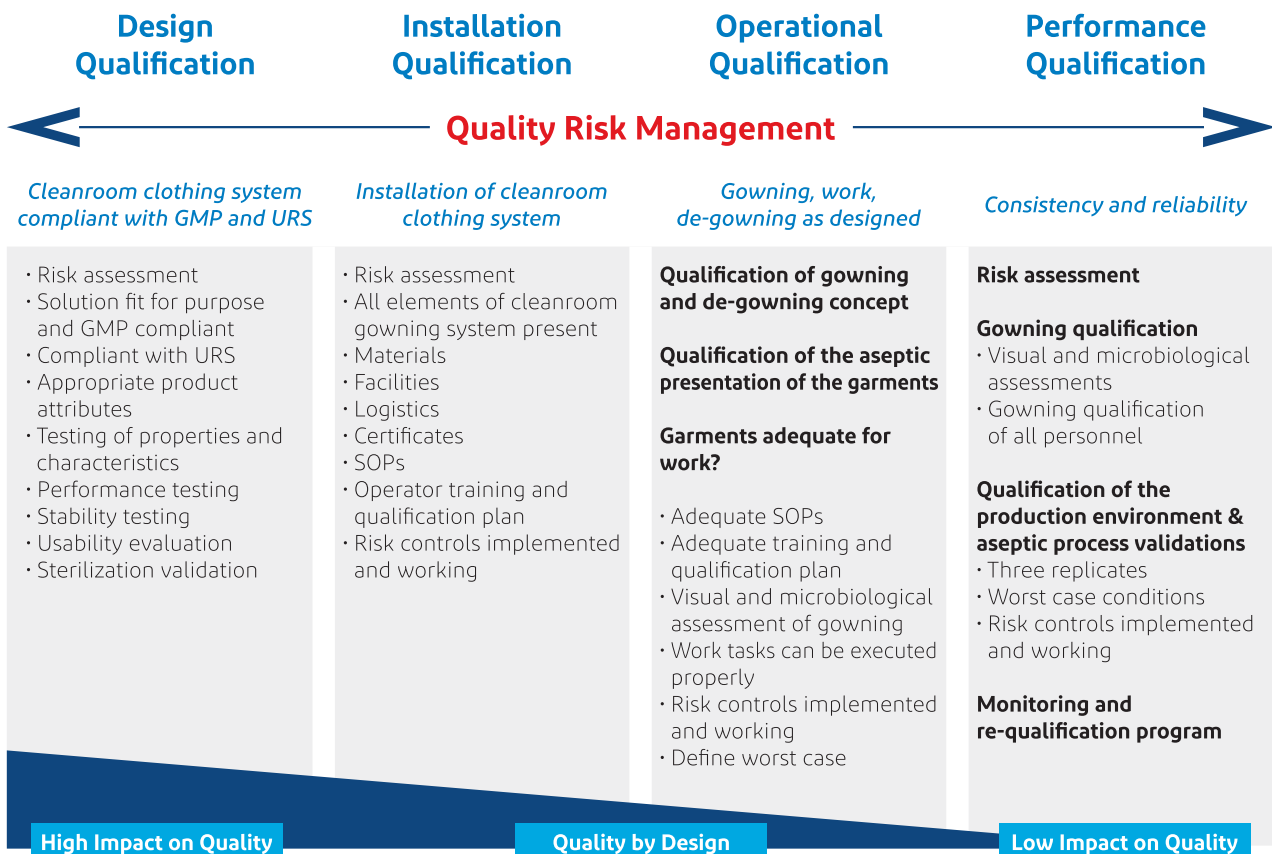 Design
Qualification
Installation
Qualification
Operational
Qualification
Performance
Qualification
Quality Risk Management
Cleanroom clothing system
compliant with GMP and URS
Installation of cleanroom
clothing system
Gowning, work,
de-gowning as designed
Consistency and reliability
· Risk assessment
· Solution fit for purpose
and GMP compliant
· Compliant with URS
· Appropriate product
attributes
· Testing of properties and
characteristics
· Performance testing
· Stability testing
· Usability evaluation
· Sterilization validation
· Risk assessment
· All elements of cleanroom
gowning system present
· Materials
· Facilities
· Logistics
· Certificates
· SOPs
· Operator training and
qualification plan
· Risk controls implemented
and working
Qualification of gowning
and de-gowning concept
Qualification of the aseptic
presentation of the garments
Garments adequate for
work?
· Adequate SOPs
· Adequate training and
qualification plan
· Visual and microbiological
assessment of gowning
· Work tasks can be executed
properly
· Risk controls implemented
and working
· Define worst case
Risk assessment
Gowning qualification
· Visual and microbiological
assessments
· Gowning qualification
of all personnel
Qualification of the
production environment &
aseptic process validations
· Three replicates
· Worst case conditions
· Risk controls implemented
and working
Monitoring and
re-qualification program
High Impact on Quality
Quality by Design
Low Impact on Quality